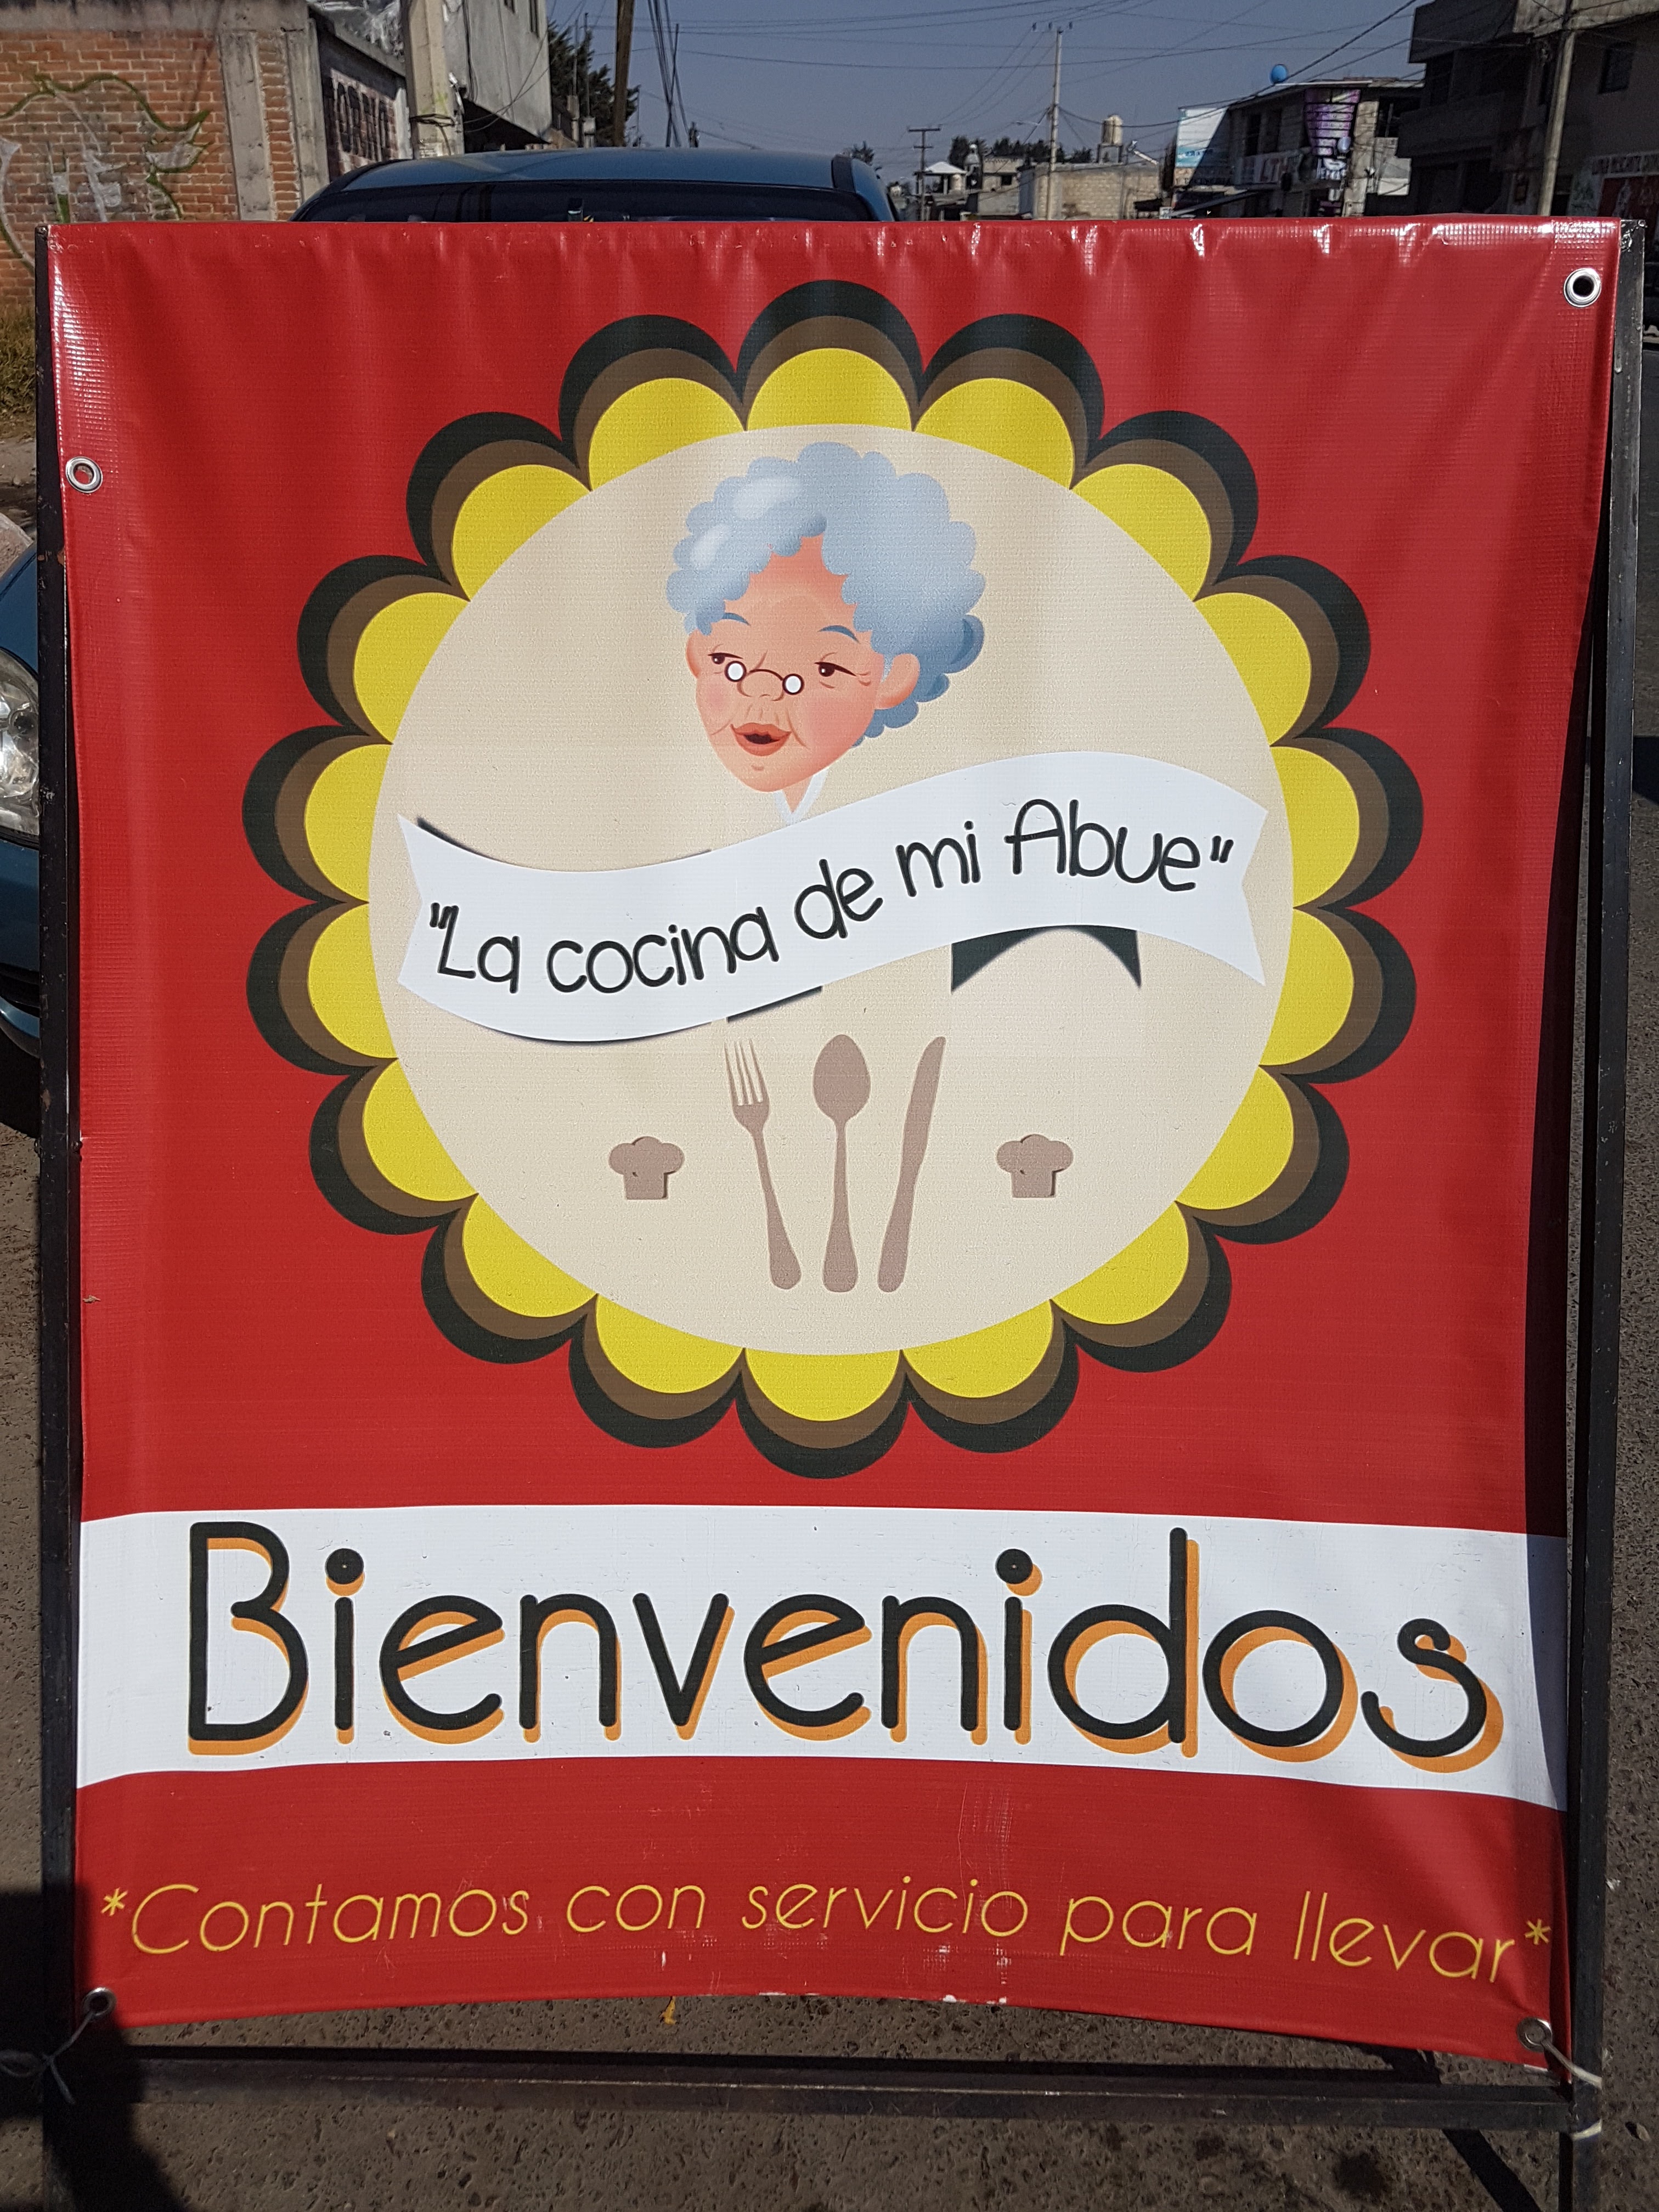 "La cocina de mi Abue"
Bienvenidos
*Contamos con servicio para llevar*